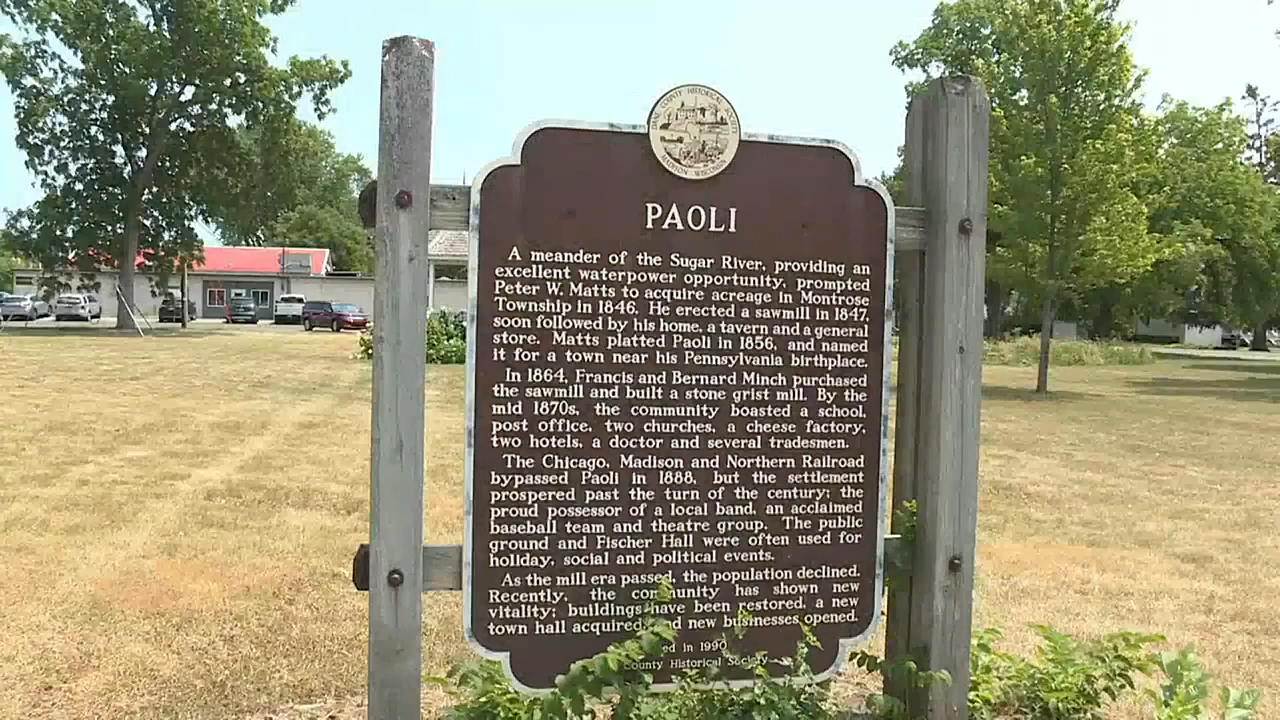 DANE COUNTY HISTORICAL SOCIETY
MADISON WISCONSIN
PAOLI
A meander of the Sugar River, providing an
excellent waterpower opportunity, prompted
Peter W. Matts to acquire acreage in Montrose
Township in 1846. He erected a sawmill in 1847,
soon followed by his home, a tavern and a general
store. Matts platted Paoli in 1856, and named
it for a town near his Pennsylvania birthplace.
In 1864, Francis and Bernard Minch purchased
the sawmill and built a stone grist mill. By the
mid 1870s, the community boasted a school,
post office, two churches, a cheese factory,
two hotels, a doctor and several tradesmen.
The Chicago, Madison and Northern Railroad
bypassed Paoli in 1888, but the settlement
prospered past the turn of the century; the
proud possessor of a local band, an acclaimed
baseball team and theatre group. The public
ground and Fischer Hall were often used for
holiday, social and political events.
As the mill era passed, the population declined.
Recently, the community has shown new
vitality; buildings have been restored, a new
town hall acquired, and new businesses opened.
ed in 1990
County Historical Society